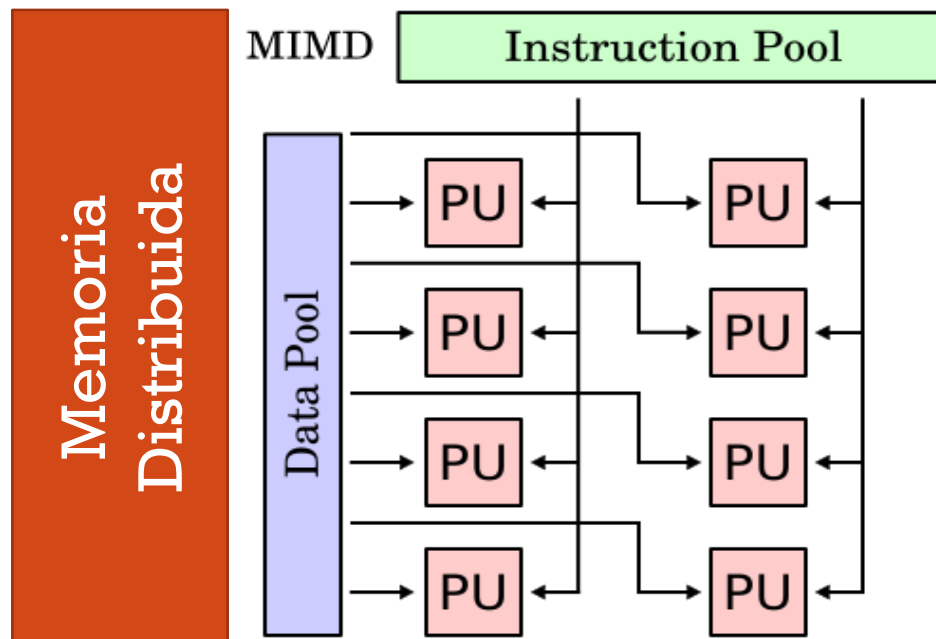 Memoria
Distribuida
MIMD
Instruction Pool
Data Pool
PU
PU
PU
PU
PU
PU
PU
PU